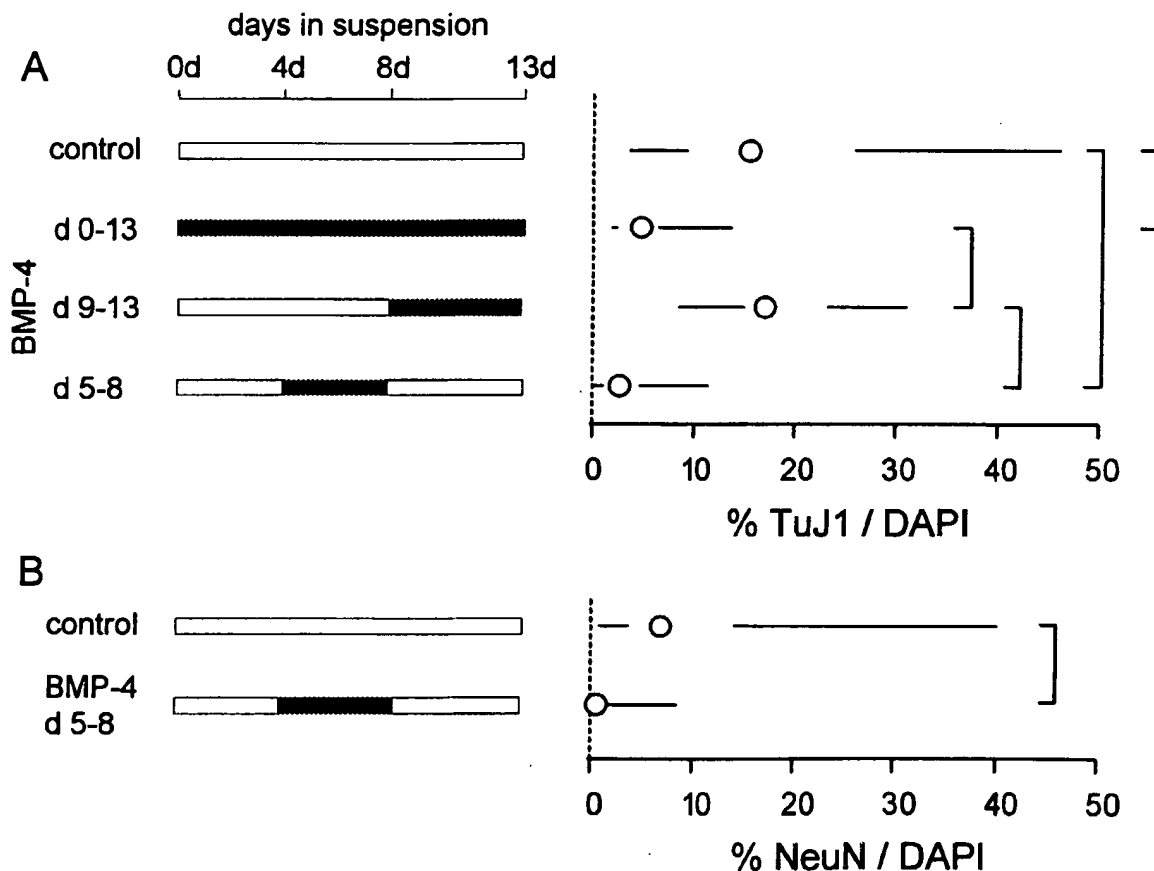 days in suspension
A
0d 4d 8d 13d
control
d 0-13
d 9-13
d 5-8
BMP-4
0 10 20 30 40 50
% TuJ1 / DAPI
B
control
BMP-4
d 5-8
0 10 20 30 40 50
% NeuN / DAPI